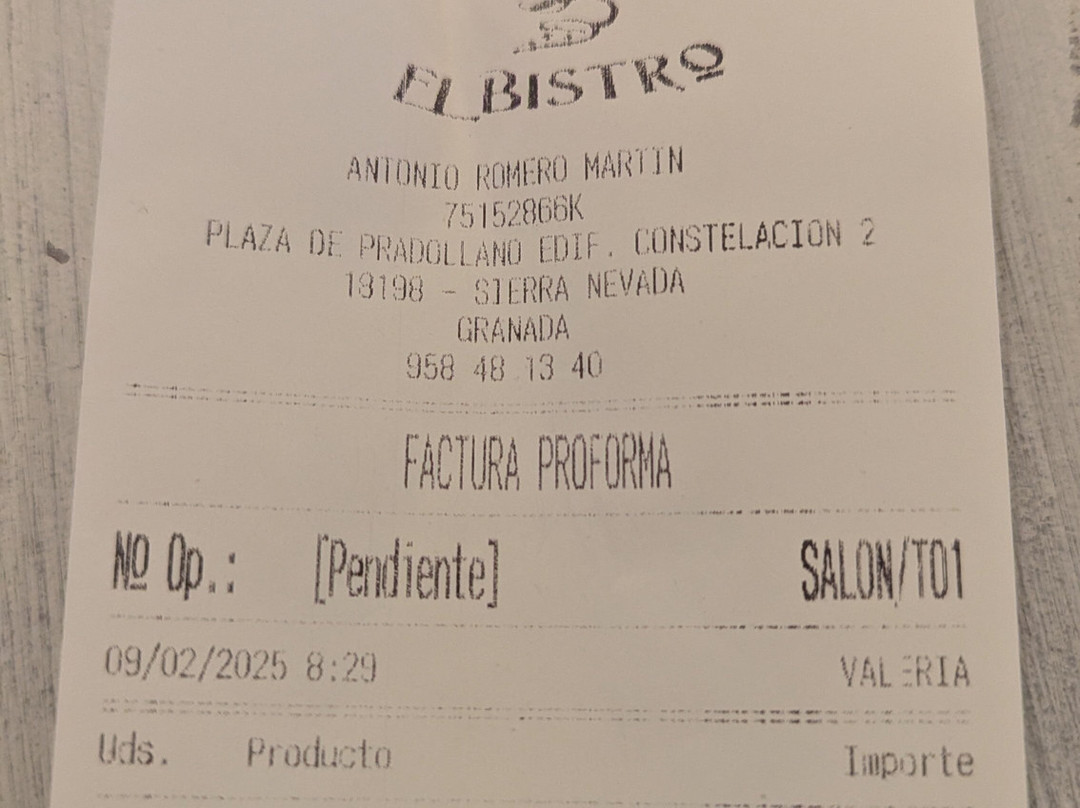 EL BISTRO
ANTONIO ROMERO MARTIN
75152866K
PLAZA DE PRADOLLANO EDIF. CONSTELACION 2
18198 - SIERRA NEVADA
GRANADA
958 48 13 40
FACTURA PROFORMA
Nº Op.: [Pendiente] SALON/T01
09/02/2025 8:29 VALERIA
Uds. Producto Importe